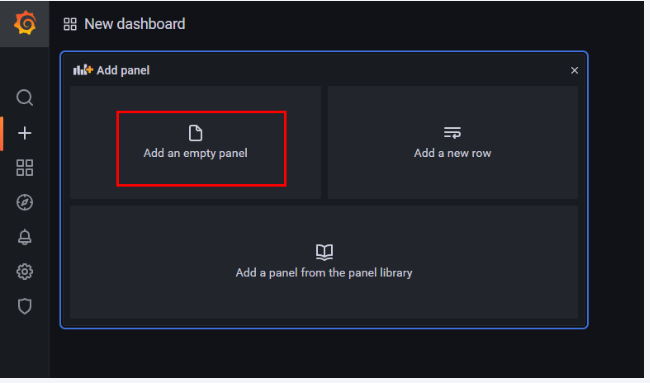 New dashboard
Add panel
Add an empty panel
Add a new row
Add a panel from the panel library